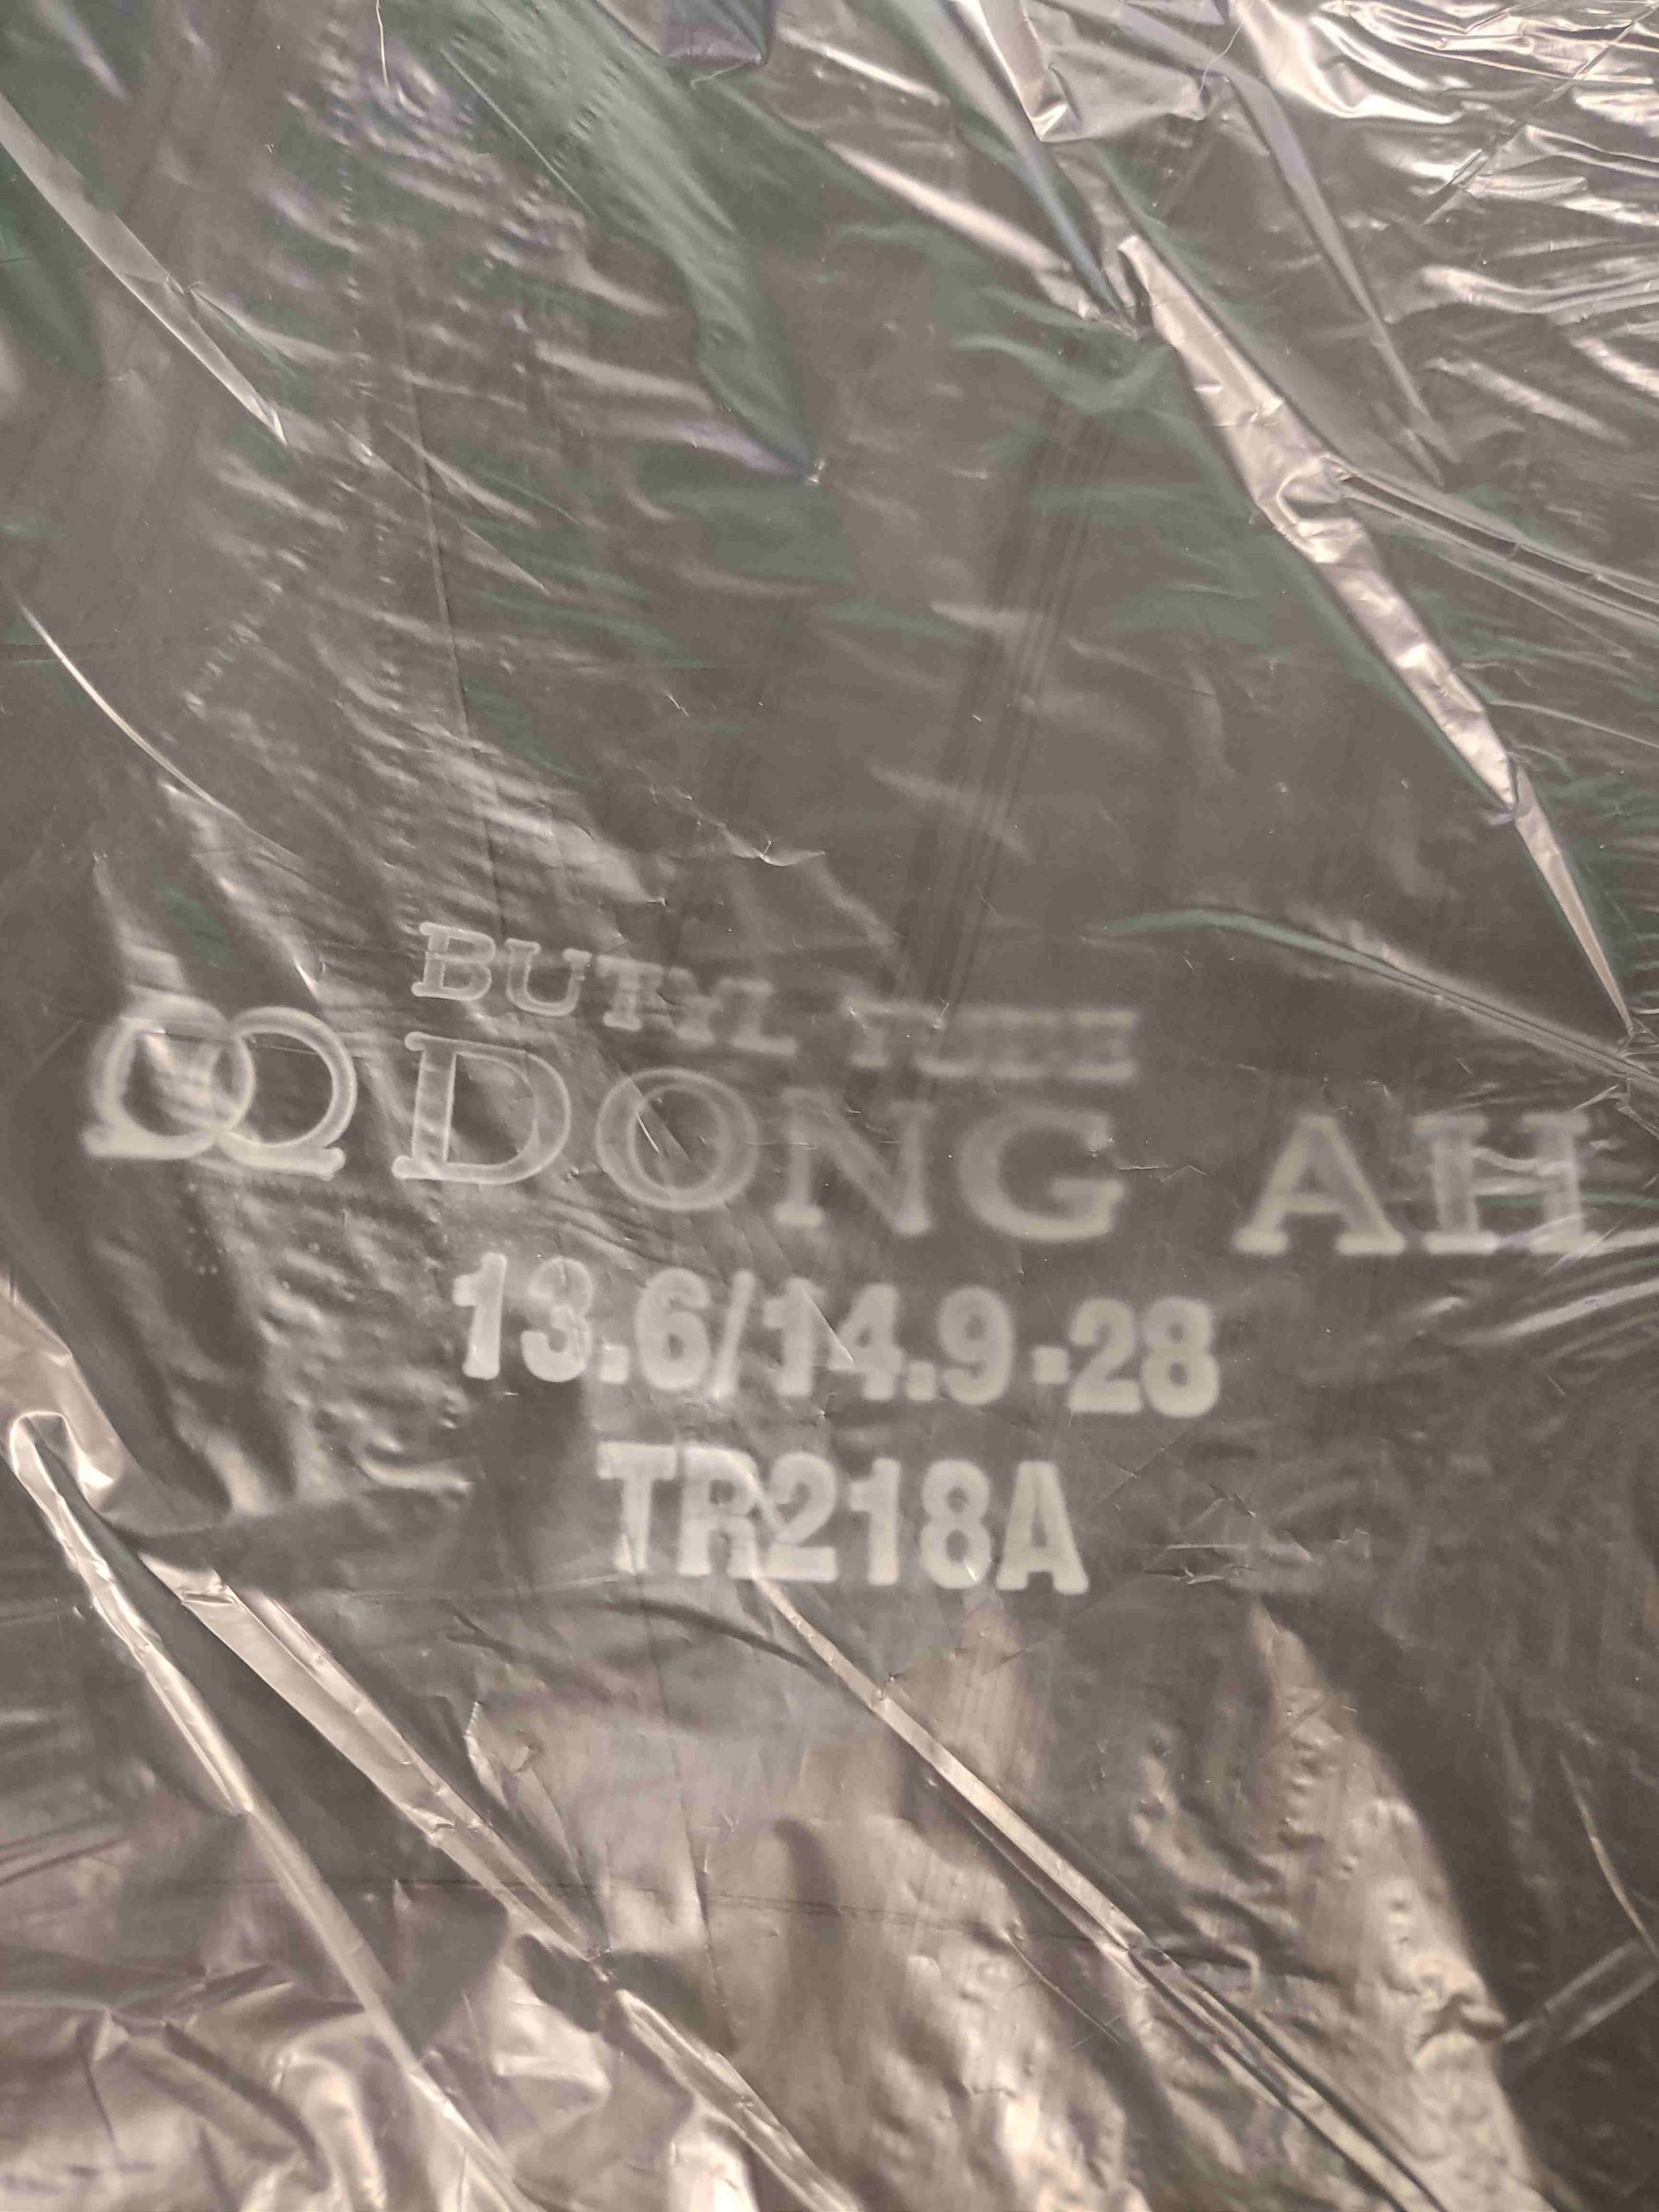 BUTYL TUBE
DONG AH
13.6/14.9-28
TR218A